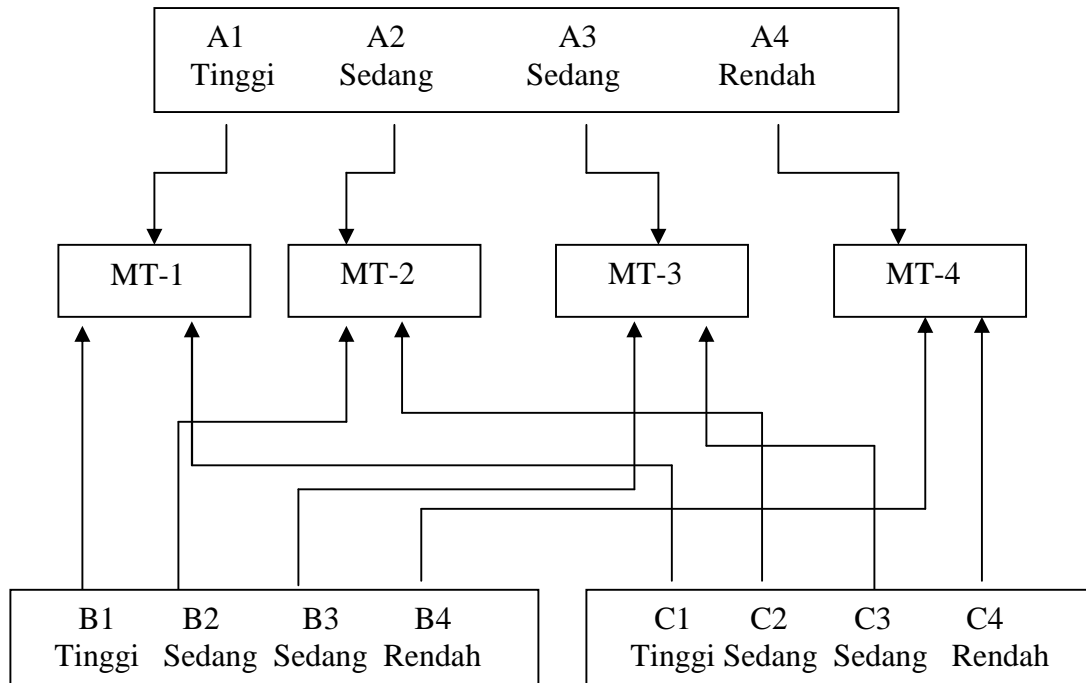 A1 A2 A3 A4
Tinggi Sedang Sedang Rendah
MT-1 MT-2 MT-3 MT-4
B1 B2 B3 B4
Tinggi Sedang Sedang Rendah
C1 C2 C3 C4
Tinggi Sedang Sedang Rendah